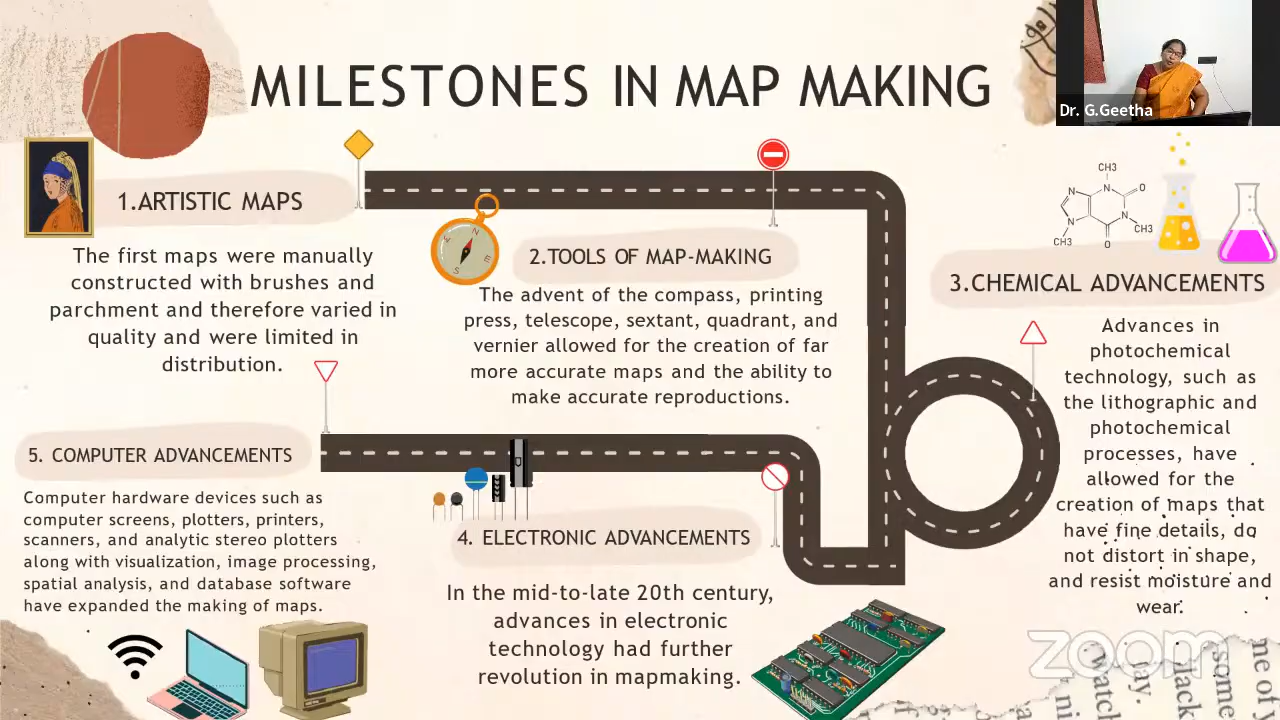 MILESTONES IN MAP MAKING
Dr. G.Geetha
1.ARTISTIC MAPS
The first maps were manually
constructed with brushes and
parchment and therefore varied in
quality and were limited in
distribution.
N
E
S
2.TOOLS OF MAP-MAKING
The advent of the compass, printing
press, telescope, sextant, quadrant, and
vernier allowed for the creation of far
more accurate maps and the ability to
make accurate reproductions.
CH3
N
N
O
N
N
CH3
O
CH3
3.CHEMICAL ADVANCEMENTS
Advances in
photochemical
technology, such as
the lithographic and
photochemical
processes, have
allowed for the
creation of maps that
have fine details, do
not distort in shape,
and resist moisture and
wear.
4. ELECTRONIC ADVANCEMENTS
In the mid-to-late 20th century,
advances in electronic
technology had further
revolution in mapmaking.
5. COMPUTER ADVANCEMENTS
Computer hardware devices such as
computer screens, plotters, printers,
scanners, and analytic stereo plotters
along with visualization, image processing,
spatial analysis, and database software
have expanded the making of maps.
zoom
watch
lay.
some
me of